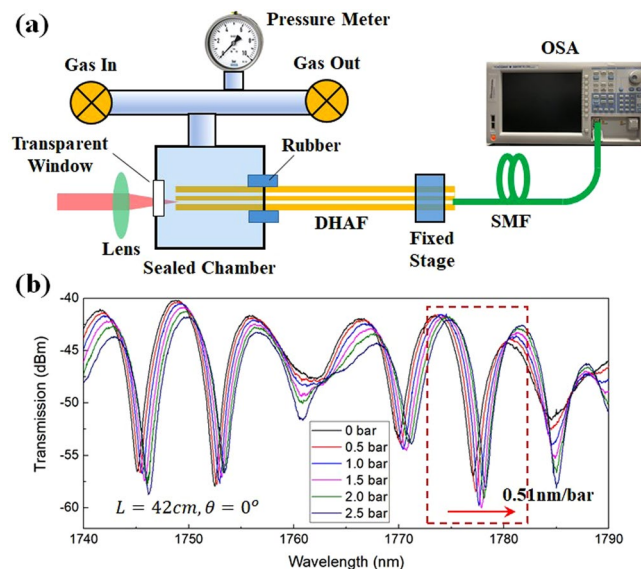 (a)
Pressure Meter
OSA
Gas In
Gas Out
Transparent
Window
Rubber
DHAF
SMF
Fixed
Stage
Lens
Sealed Chamber
(b)
-40
-45
-50
-55
-60
Transmission (dBm)
0 bar
0.5 bar
1.0 bar
1.5 bar
2.0 bar
2.5 bar
0.51nm/bar
L = 42cm, θ = 0°
1740
1750
1760
1770
1780
1790
Wavelength (nm)